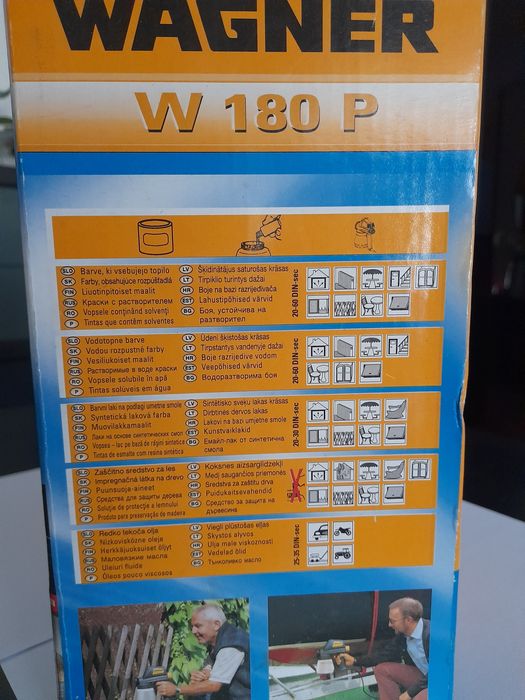 WAGNER
W 180 P
SLO Barve, ki vsebujejo topilo
SK Farby, obsahujúce rozpúšťadlá
FIN Liuotinpitoiset maalit
RUS Краски с растворителем
RO Vopsele conţinând solvenţi
P Tintas que contêm solventes
LV Šķīdinātājus saturošas krāsas
LT Tirpiklio turintys dažai
HR Boje na bazi razrijeđivača
EST Lahustipõhised värvid
BG Боя, устойчива на
разтворител
20-60 DIN-sec
SLO Vodotopne barve
SK Vodou rozpustné farby
FIN Vesiliukoiset maalit
RUS Растворимые в воде краски
RO Vopsele solubile în apă
P Tintas solúveis em água
LV Ūdenī šķīstošas krāsas
LT Tirpstantys vandenyje dažai
HR Boje razrjedive vodom
EST Veepõhised värvid
BG Водоразтворима боя
20-60 DIN-sec
SLO Barvni laki na podlagi umetne smole
SK Syntetická laková farba
FIN Muovilakkamaalit
RUS Лаки на основе синтетических смол
RO Vopsea – lac pe bază de răşini sintetice
P Tintas de esmalte com resina sintética
LV Sintētisko sveķu lakas krāsas
LT Dirbtinės dervos lakas
HR Lakovi na bazi umjetne smole
EST Kunstvaiklakid
BG Емайл-лак от синтетична
смола
20-30 DIN-sec
SLO Zaščitno sredstvo za les
SK Impregnačná látka na drevo
FIN Puunsuoja-aineet
RUS Средства для защиты дерева
RO Soluţie de protecţie a lemnului
P Produto para preservação de madeira
LV Koksnes aizsarglīdzekļi
LT Medį saugančios priemonės
HR Sredstva za zaštitu drva
EST Puidukaitsevahendid
BG Средство за защита на
дървесина
SLO Redko tekoča olja
SK Nízkoviskózne oleje
FIN Herkkäjuoksuiset öljyt
RUS Маловязкие масла
RO Uleiuri fluide
P Óleos pouco viscosos
LV Viegli plūstošas eļļas
LT Skystos alyvos
HR Ulja male viskoznosti
EST Vedelad õlid
BG Тънколивко масло
25-35 DIN-sec